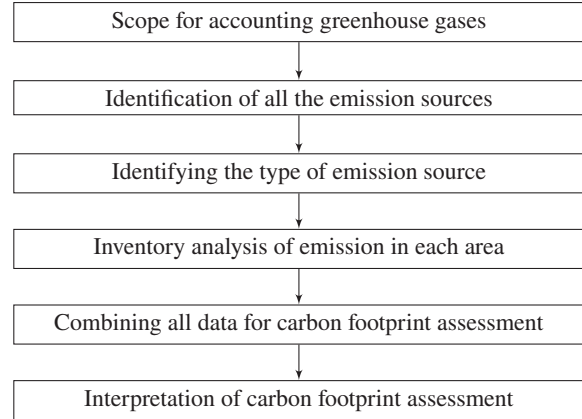 Scope for accounting greenhouse gases
Identification of all the emission sources
Identifying the type of emission source
Inventory analysis of emission in each area
Combining all data for carbon footprint assessment
Interpretation of carbon footprint assessment